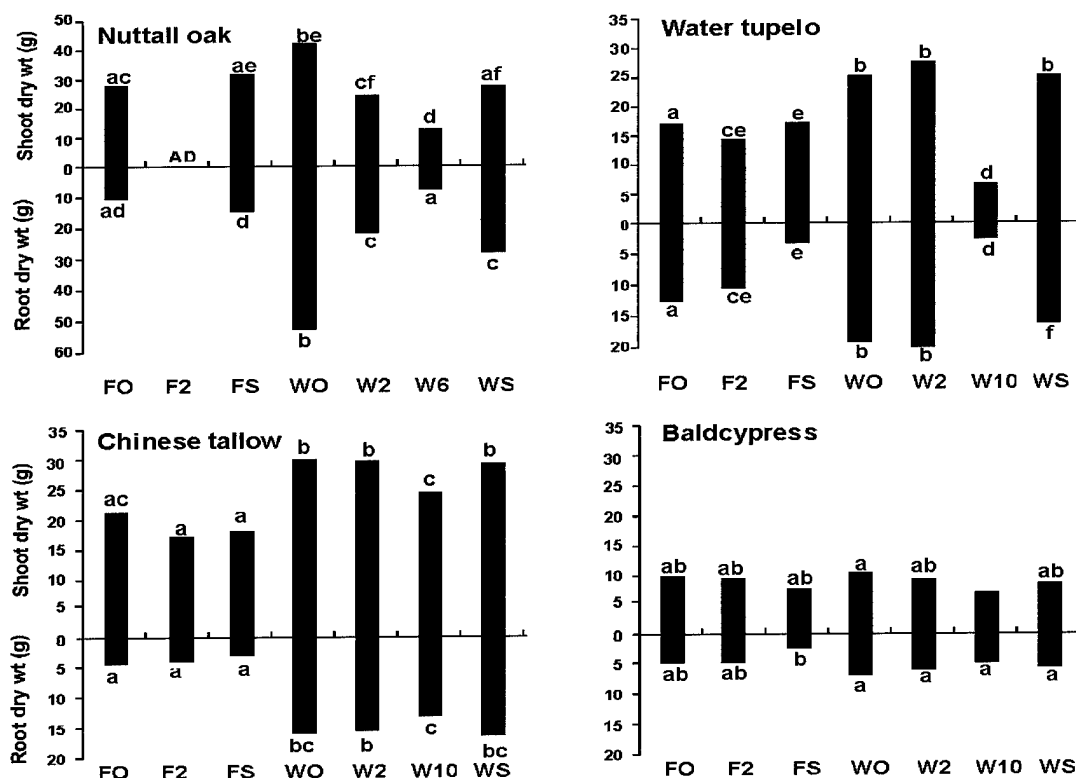 Nuttall oak
Shoot dry wt (g)
Root dry wt (g)
50
40
30
20
10
0
10
20
30
40
50
60
ac AD ae be cf d af
ad d b c a c
FO F2 FS WO W2 W6 WS
Water tupelo
35
30
25
20
15
10
5
0
5
10
15
20
a ce e b b d b
a ce e b b d f
FO F2 FS WO W2 W10 WS
Chinese tallow
Shoot dry wt (g)
Root dry wt (g)
35
30
25
20
15
10
5
0
5
10
15
20
ac a a b b c b
a a a bc b c bc
FO F2 FS WO W2 W10 WS
Baldcypress
35
30
25
20
15
10
5
0
5
10
15
20
ab ab ab a ab ab
ab ab b a a a a
FO F2 FS WO W2 W10 WS